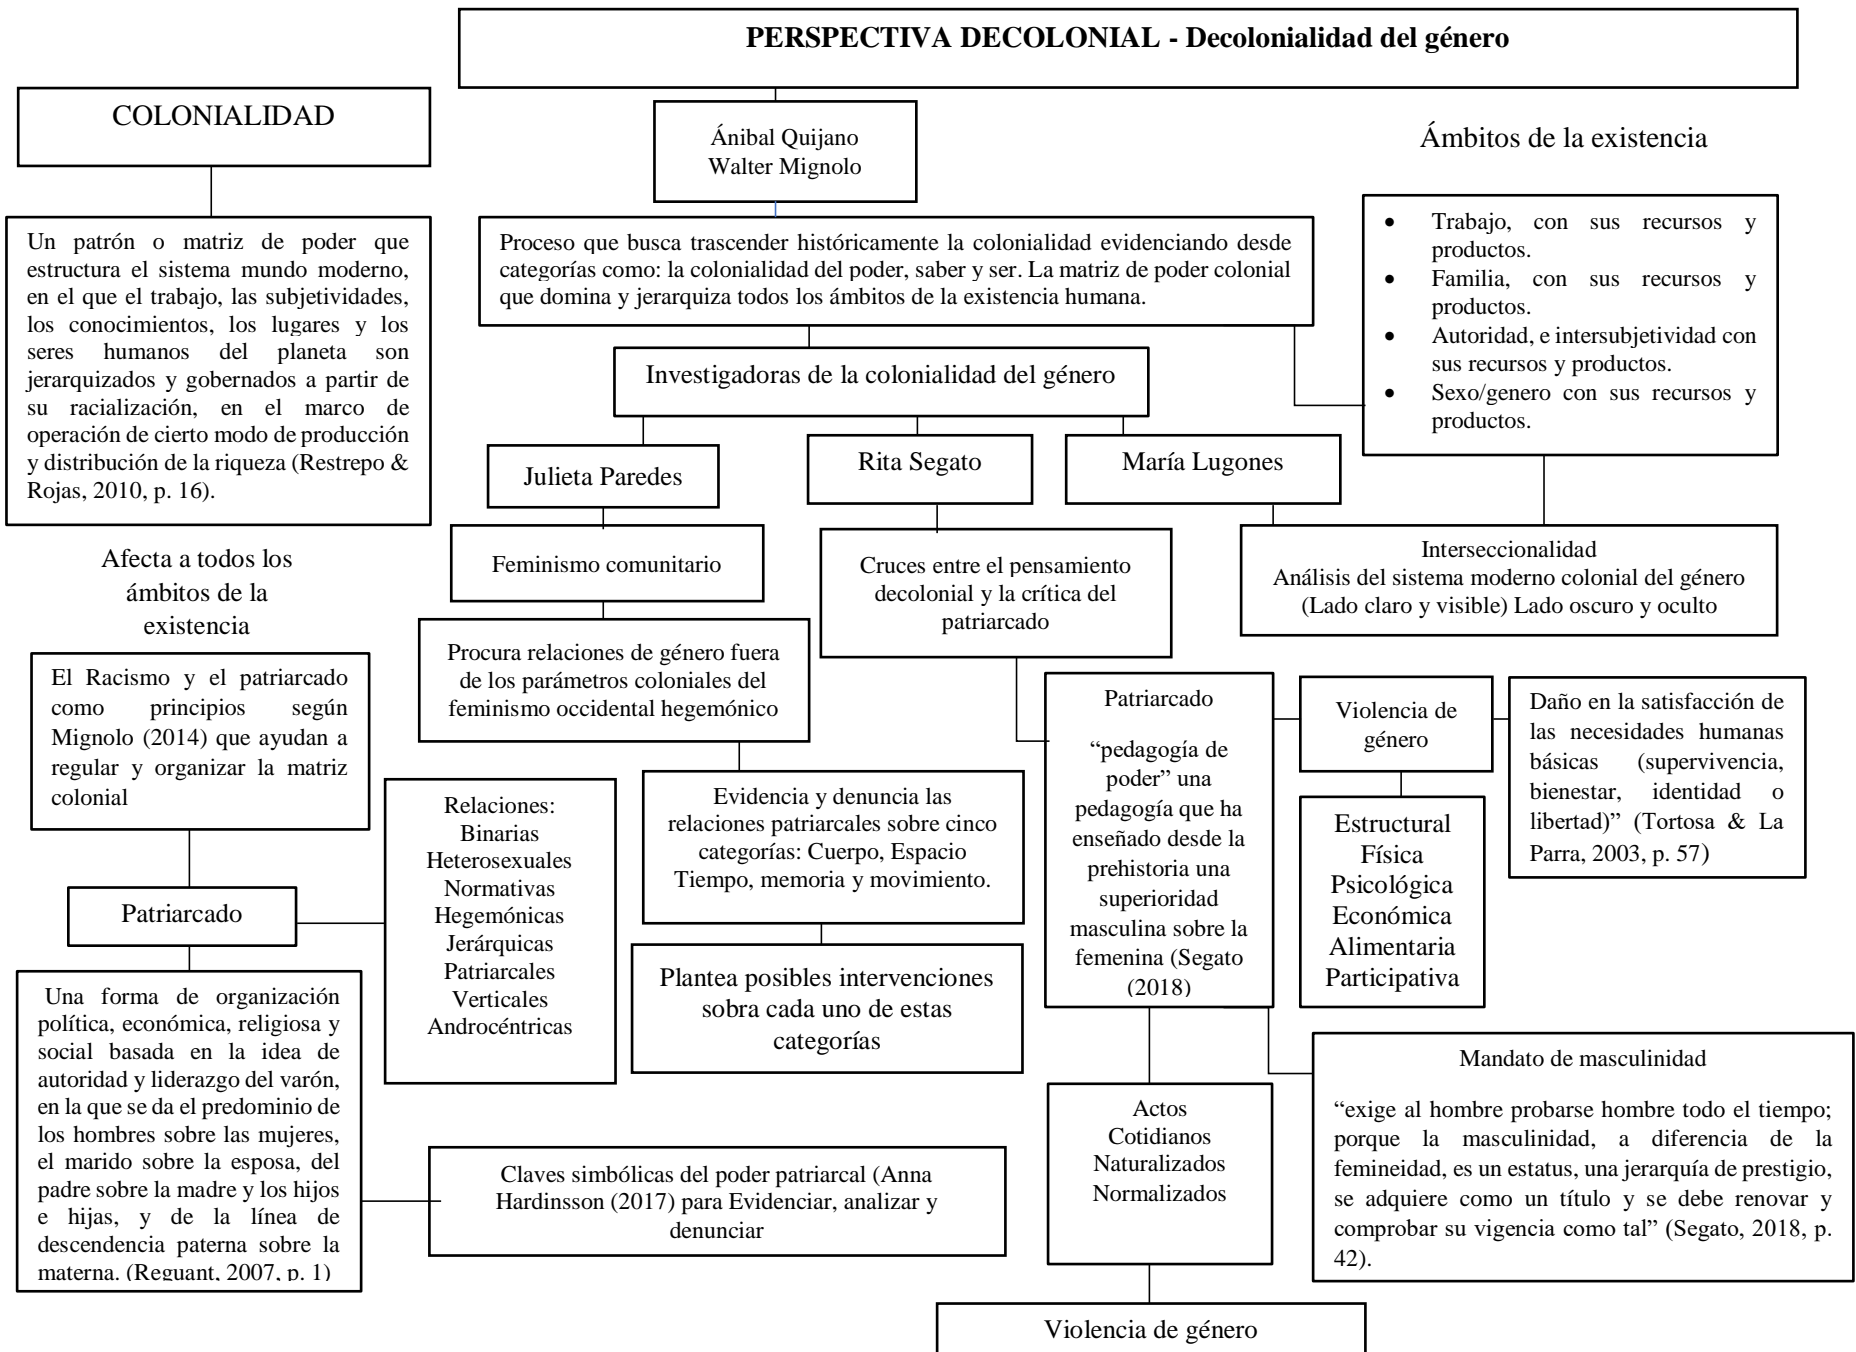 PERSPECTIVA DECOLONIAL - Decolonialidad del género
COLONIALIDAD
Ánibal Quijano
Walter Mignolo
Ámbitos de la existencia
Un patrón o matriz de poder que
estructura el sistema mundo moderno,
en el que el trabajo, las subjetividades,
los conocimientos, los lugares y los
seres humanos del planeta son
jerarquizados y gobernados a partir de
su racialización, en el marco de
operación de cierto modo de producción
y distribución de la riqueza (Restrepo &
Rojas, 2010, p. 16).
Proceso que busca trascender históricamente la colonialidad evidenciando desde
categorías como: la colonialidad del poder, saber y ser. La matriz de poder colonial
que domina y jerarquiza todos los ámbitos de la existencia humana.
• Trabajo, con sus recursos y
productos.
• Familia, con sus recursos y
productos.
• Autoridad, e intersubjetividad con
sus recursos y productos.
• Sexo/genero con sus recursos y
productos.
Investigadoras de la colonialidad del género
Julieta Paredes
Rita Segato
María Lugones
Afecta a todos los
ámbitos de la
existencia
Feminismo comunitario
Cruces entre el pensamiento
decolonial y la crítica del
patriarcado
Interseccionalidad
Análisis del sistema moderno colonial del género
(Lado claro y visible) Lado oscuro y oculto
El Racismo y el patriarcado
como principios según
Mignolo (2014) que ayudan a
regular y organizar la matriz
colonial
Procura relaciones de género fuera
de los parámetros coloniales del
feminismo occidental hegemónico
Patriarcado
“pedagogía de
poder” una
pedagogía que ha
enseñado desde la
prehistoria una
superioridad
masculina sobre la
femenina (Segato
(2018)
Violencia de
género
Daño en la satisfacción de
las necesidades humanas
básicas (supervivencia,
bienestar, identidad o
libertad)” (Tortosa & La
Parra, 2003, p. 57)
Relaciones:
Binarias
Heterosexuales
Normativas
Hegemónicas
Jerárquicas
Patriarcales
Verticales
Androcéntricas
Evidencia y denuncia las
relaciones patriarcales sobre cinco
categorías: Cuerpo, Espacio
Tiempo, memoria y movimiento.
Estructural
Física
Psicológica
Económica
Alimentaria
Participativa
Patriarcado
Plantea posibles intervenciones
sobra cada uno de estas
categorías
Una forma de organización
política, económica, religiosa y
social basada en la idea de
autoridad y liderazgo del varón,
en la que se da el predominio de
los hombres sobre las mujeres,
el marido sobre la esposa, del
padre sobre la madre y los hijos
e hijas, y de la línea de
descendencia paterna sobre la
materna. (Reguant, 2007, p. 1)
Mandato de masculinidad
“exige al hombre probarse hombre todo el tiempo;
porque la masculinidad, a diferencia de la
femineidad, es un estatus, una jerarquía de prestigio,
se adquiere como un título y se debe renovar y
comprobar su vigencia como tal” (Segato, 2018, p.
42).
Actos
Cotidianos
Naturalizados
Normalizados
Claves simbólicas del poder patriarcal (Anna
Hardinsson (2017) para Evidenciar, analizar y
denunciar
Violencia de género